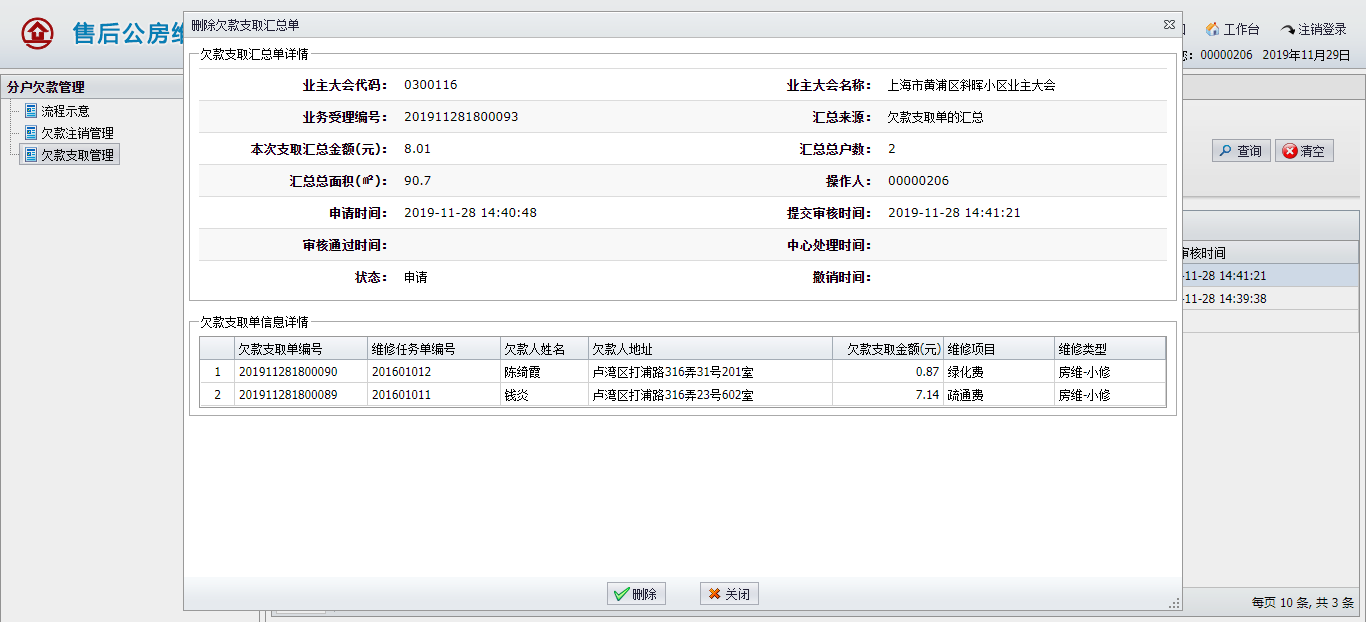 售后公房维
工作台 注销登录
00000206 2019年11月29日
分户欠款管理
流程示意
欠款注销管理
欠款支取管理
删除欠款支取汇总单
欠款支取汇总单详情
业主大会代码： 0300116 业主大会名称： 上海市黄浦区斜晖小区业主大会
业务受理编号： 201911281800093 汇总来源： 欠款支取单的汇总
本次支取汇总金额(元)： 8.01 汇总总户数： 2
汇总总面积(㎡)： 90.7 操作人： 00000206
申请时间： 2019-11-28 14:40:48 提交审核时间： 2019-11-28 14:41:21
审核通过时间： 中心处理时间：
状态： 申请 撤销时间：
欠款支取单信息详情
欠款支取单编号 维修任务单编号 欠款人姓名 欠款人地址 欠款支取金额(元) 维修项目 维修类型
1 201911281800090 201601012 陈绮霞 卢湾区打浦路316弄31号201室 0.87 绿化费 房维-小修
2 201911281800089 201601011 钱炎 卢湾区打浦路316弄23号602室 7.14 疏通费 房维-小修
删除 关闭
查询 清空
审核时间
-11-28 14:41:21
-11-28 14:39:38
每页 10 条, 共 3 条